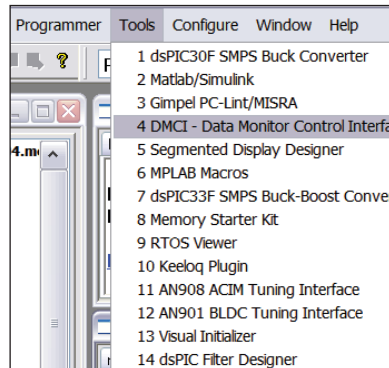 Programmer Tools Configure Window Help
1 dsPIC30F SMPS Buck Converter
2 Matlab/Simulink
3 Gimpel PC-Lint/MISRA
4 DMCI - Data Monitor Control Interfa
4.m
5 Segmented Display Designer
6 MPLAB Macros
7 dsPIC33F SMPS Buck-Boost Conver
8 Memory Starter Kit
9 RTOS Viewer
10 Keeloq Plugin
11 AN908 ACIM Tuning Interface
12 AN901 BLDC Tuning Interface
13 Visual Initializer
14 dsPIC Filter Designer